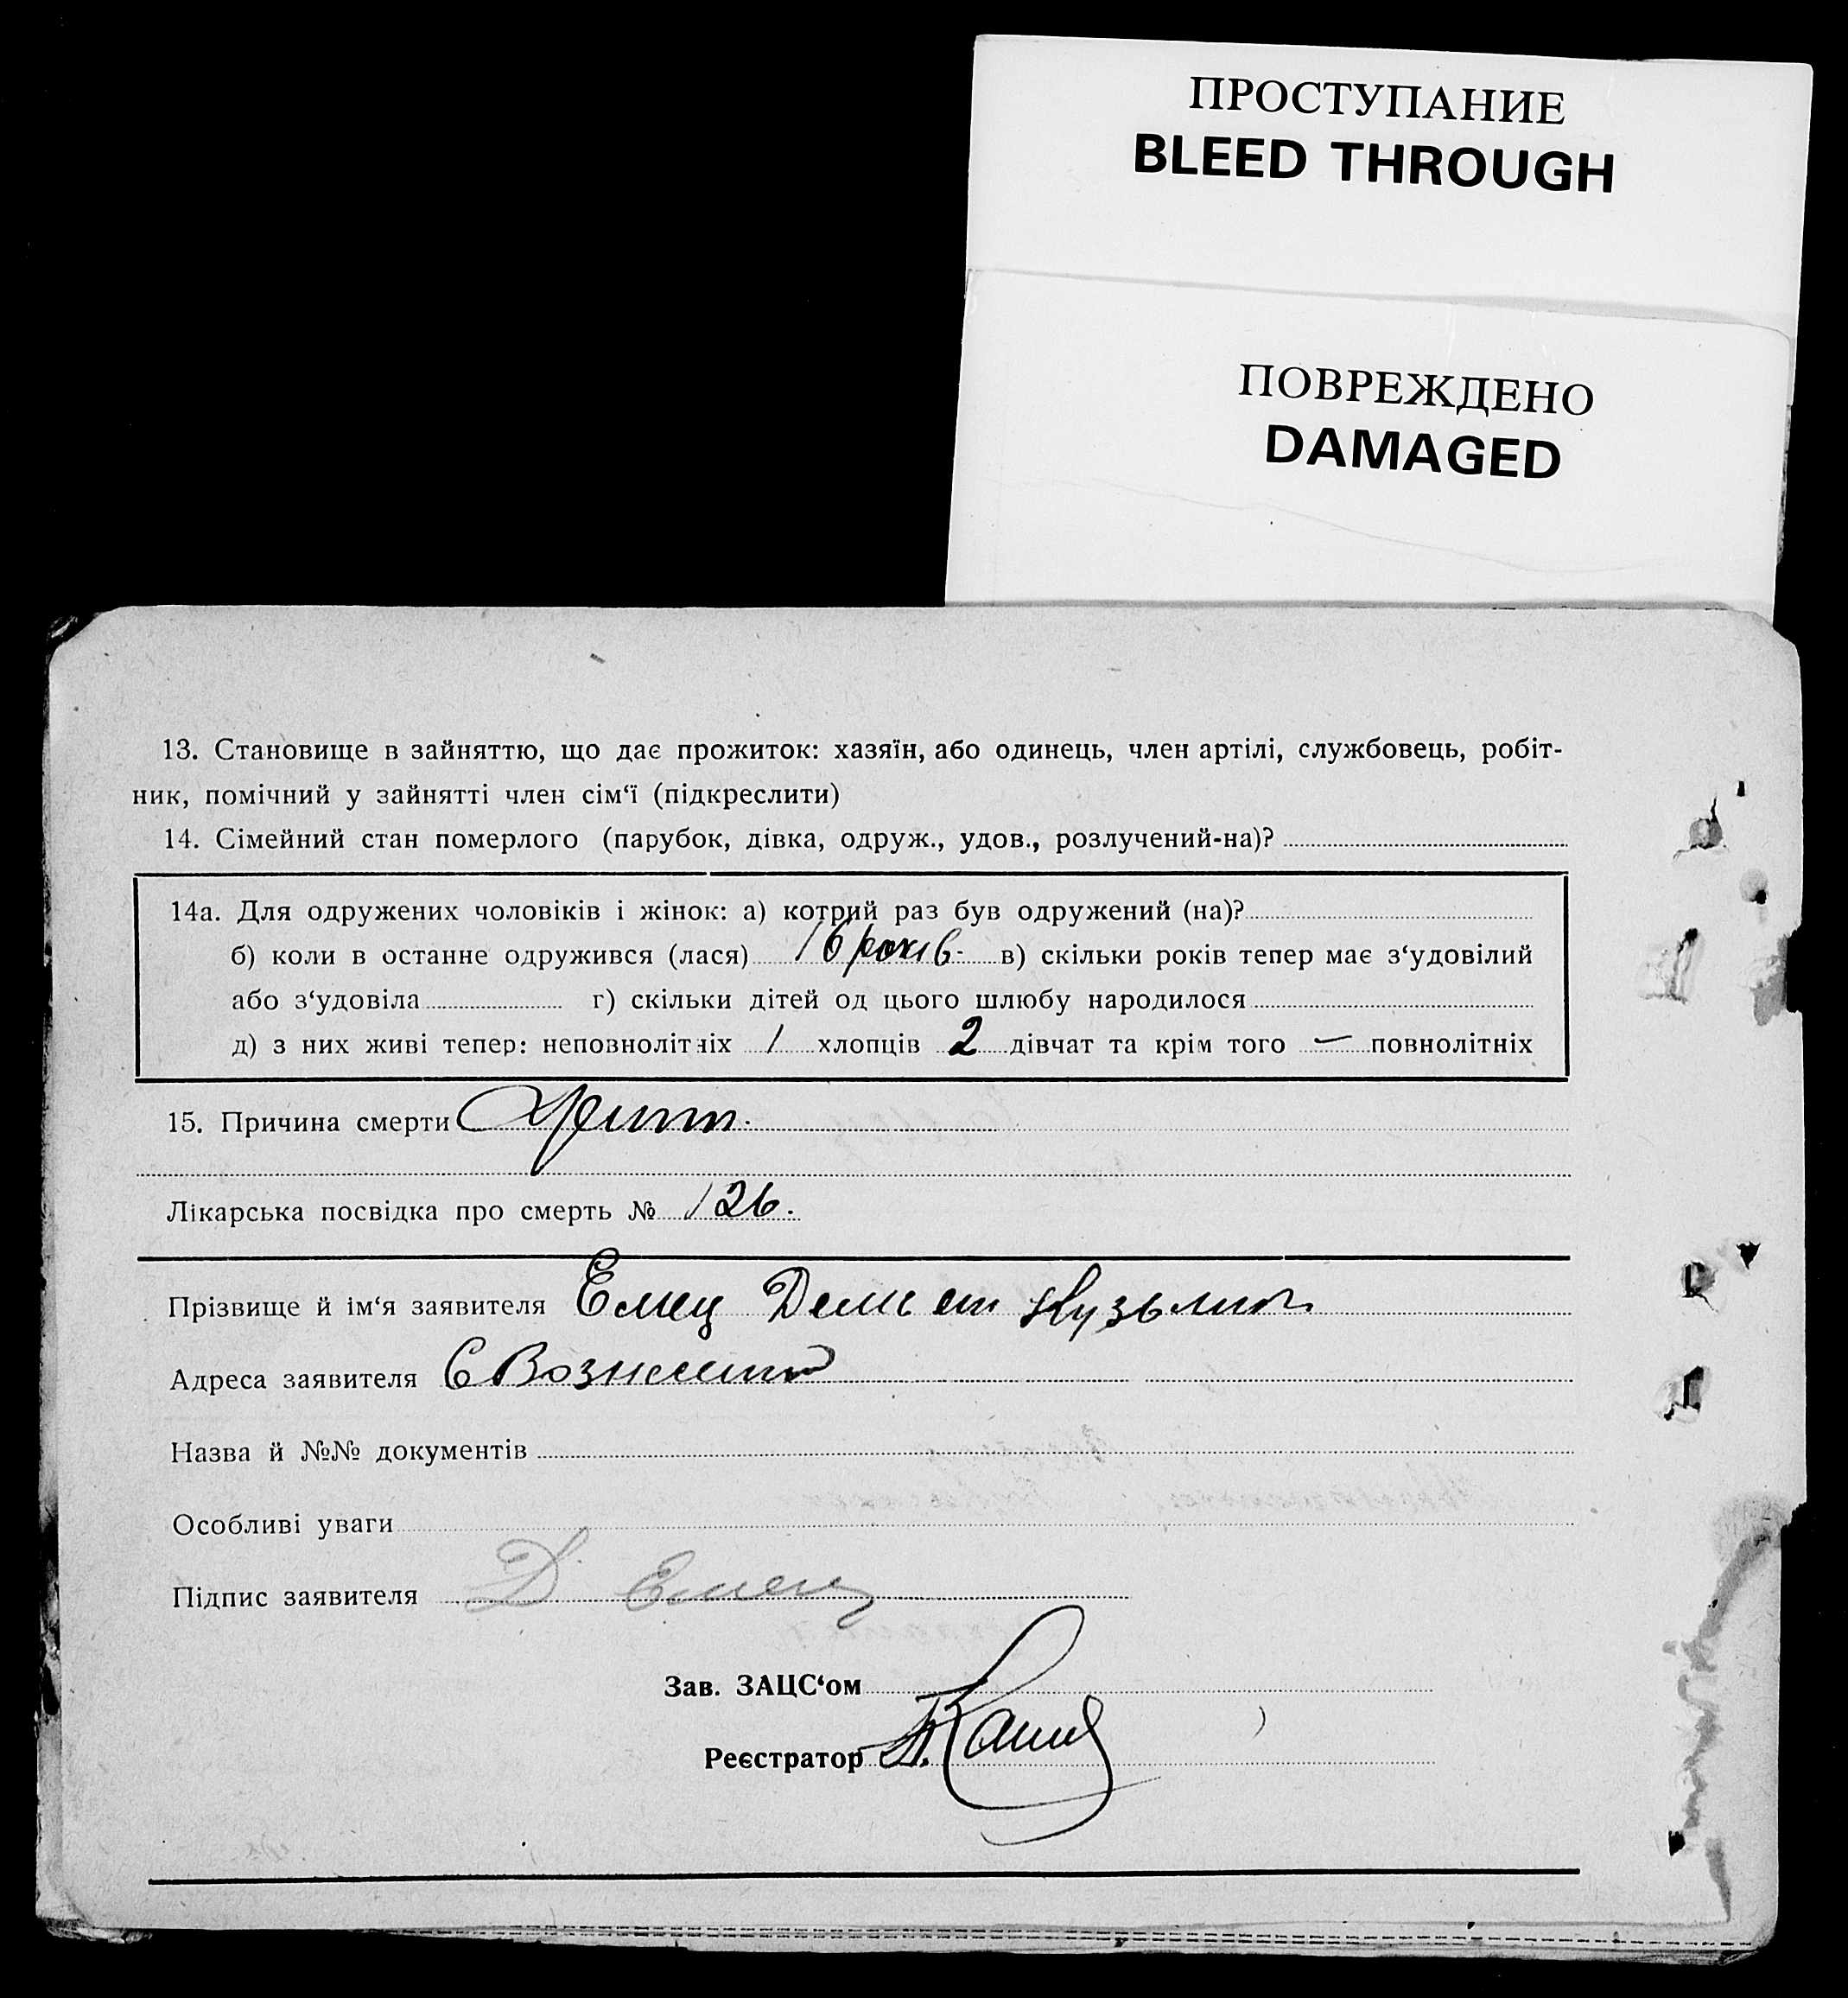 ПРОСТУПАНИЕ
BLEED THROUGH
ПОВРЕЖДЕНО
DAMAGED
13. Становище в зайняттю, що дає прожиток: хазяїн, або одинець, член артілі, службовець, робіт-
ник, помічний у зайнятті член сім‘ї (підкреслити)
14. Сімейний стан померлого (парубок, дівка, одруж., удов., розлучений-на)?
14а. Для одружених чоловіків і жінок: а) котрий раз був одружений (на)?
б) коли в останне одружився (лася) 16 років в) скільки років тепер має з‘удовілий
або з‘удовіла г) скільки дітей од цього шлюбу народилося
д) з них живі тепер: неповнолітніх 1 хлопців 2 дівчат та крім того — повнолітніх
15. Причина смерти Грипп.
Лікарська посвідка про смерть № 126.
Прізвище й ім‘я заявителя Емец
Адреса заявителя
Назва й №№ документів
Особливі уваги
Підпис заявителя Д Емец
Зав. ЗАЦС‘ом
Реєстратор